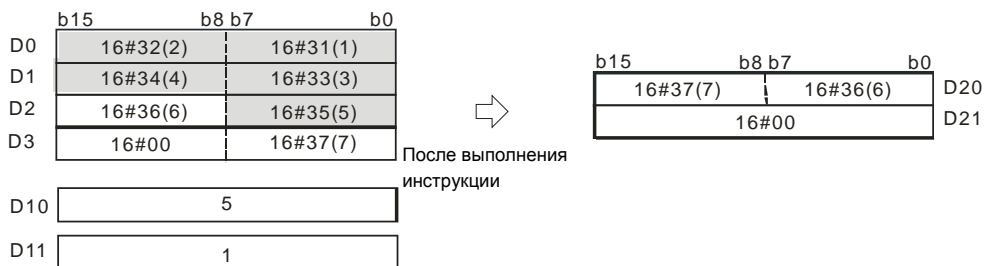 b15 b8 b7 b0
D0 16#32(2) 16#31(1)
D1 16#34(4) 16#33(3)
D2 16#36(6) 16#35(5)
D3 16#00 16#37(7)
После выполнения
инструкции
D10 5
D11 1
b15 b8 b7 b0
16#37(7) 16#36(6) D20
16#00 D21